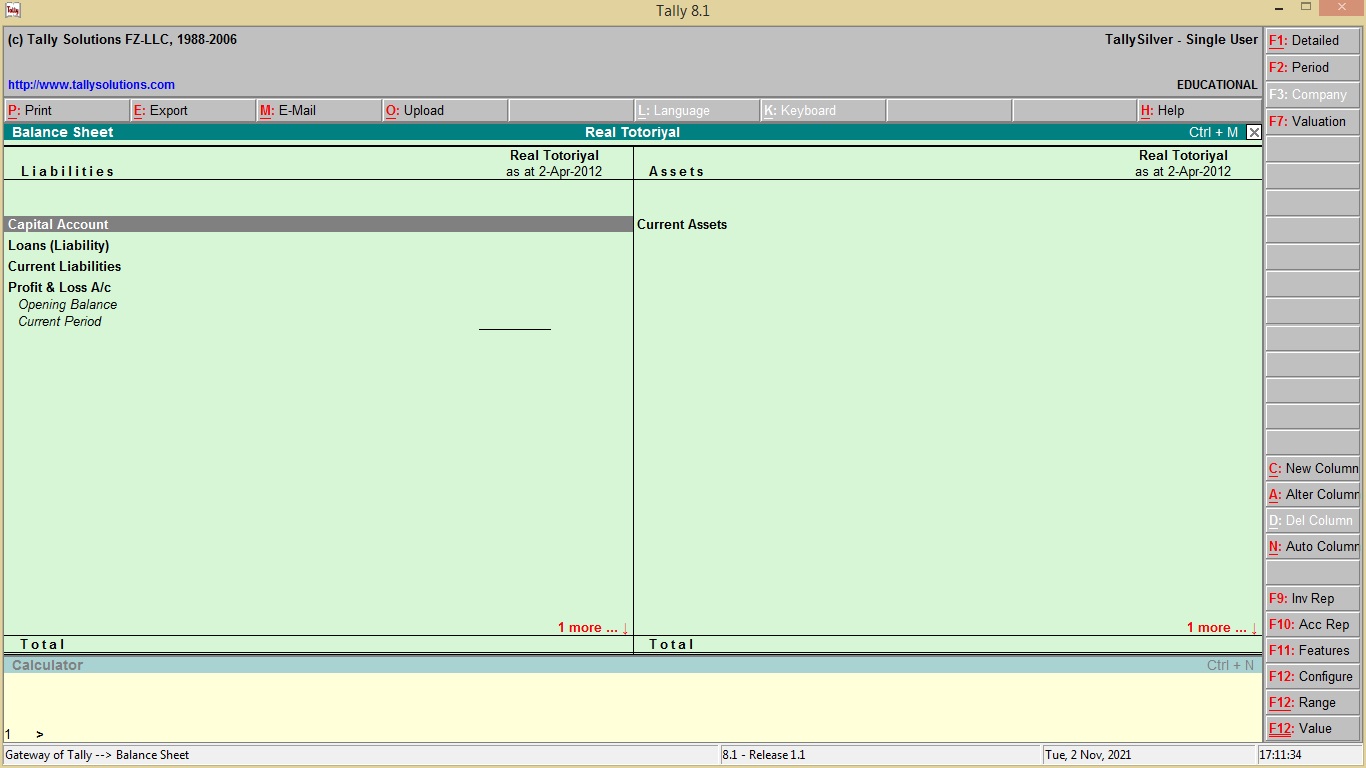 Tally 8.1
(c) Tally Solutions FZ-LLC, 1988-2006
TallySilver - Single User
http://www.tallysolutions.com
EDUCATIONAL
P: Print
E: Export
M: E-Mail
O: Upload
L: Language
K: Keyboard
H: Help
Balance Sheet
Real Totoriyal
Ctrl + M
Liabilities
Real Totoriyal
as at 2-Apr-2012
Assets
Real Totoriyal
as at 2-Apr-2012
Capital Account
Loans (Liability)
Current Liabilities
Profit & Loss A/c
Opening Balance
Current Period
1 more ... ↓
Total
Current Assets
1 more ... ↓
Total
Calculator
Ctrl + N
1 >
F1: Detailed
F2: Period
F3: Company
F7: Valuation
C: New Column
A: Alter Column
D: Del Column
N: Auto Column
F9: Inv Rep
F10: Acc Rep
F11: Features
F12: Configure
F12: Range
F12: Value
Gateway of Tally --> Balance Sheet
8.1 - Release 1.1
Tue, 2 Nov, 2021
17:11:34